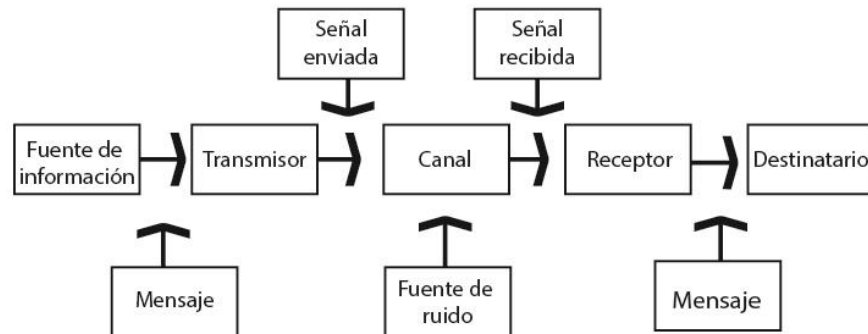 Señal
enviada
Señal
recibida
Fuente de
información
Transmisor
Canal
Receptor
Destinatario
Mensaje
Fuente de
ruido
Mensaje